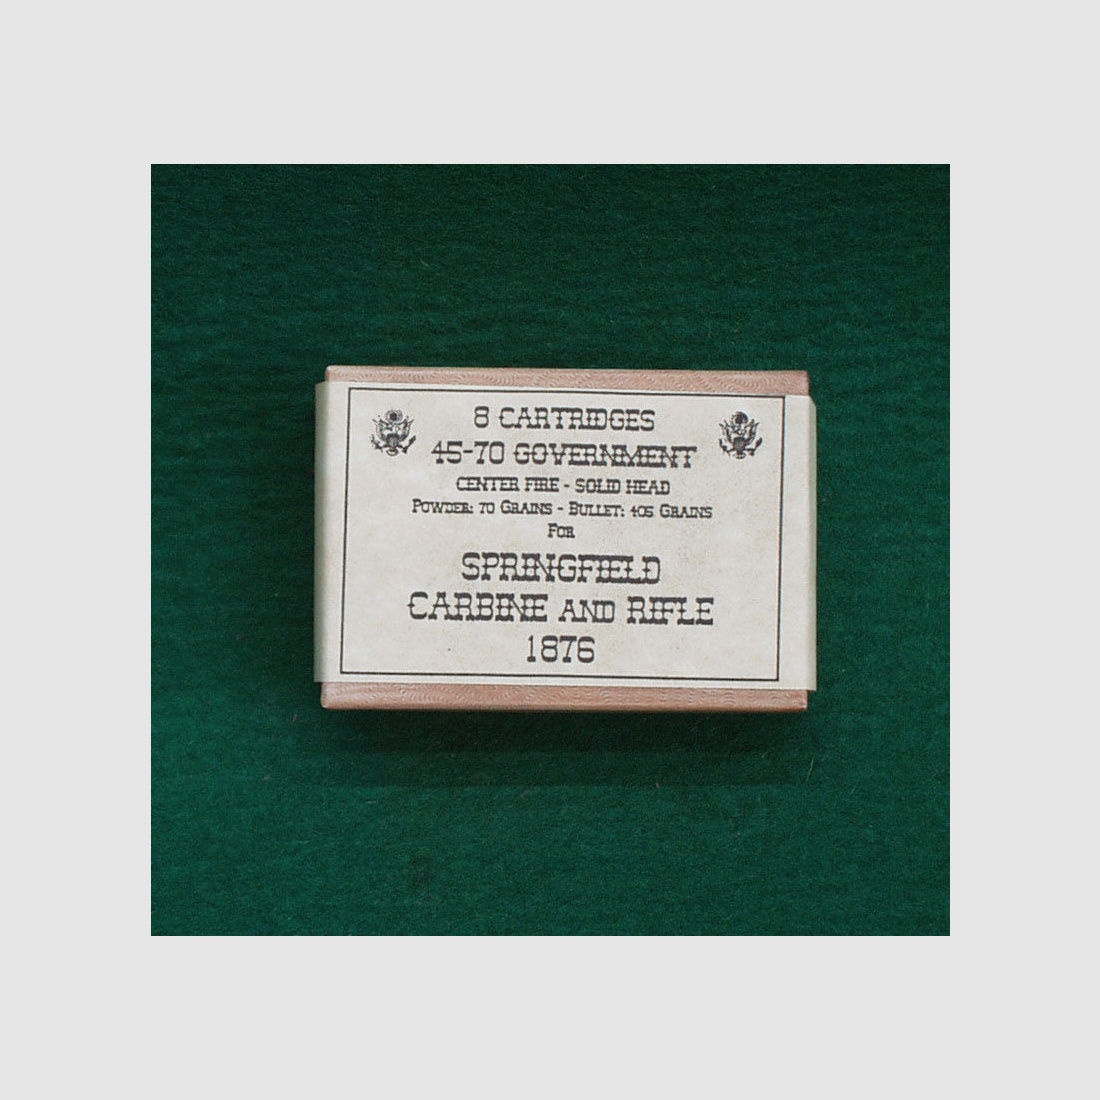 8 CARTRIDGES
45-70 GOVERNMENT
CENTER FIRE - SOLID HEAD
POWDER: 70 GRAINS - BULLET: 405 GRAINS
FOR
SPRINGFIELD
CARBINE AND RIFLE
1876